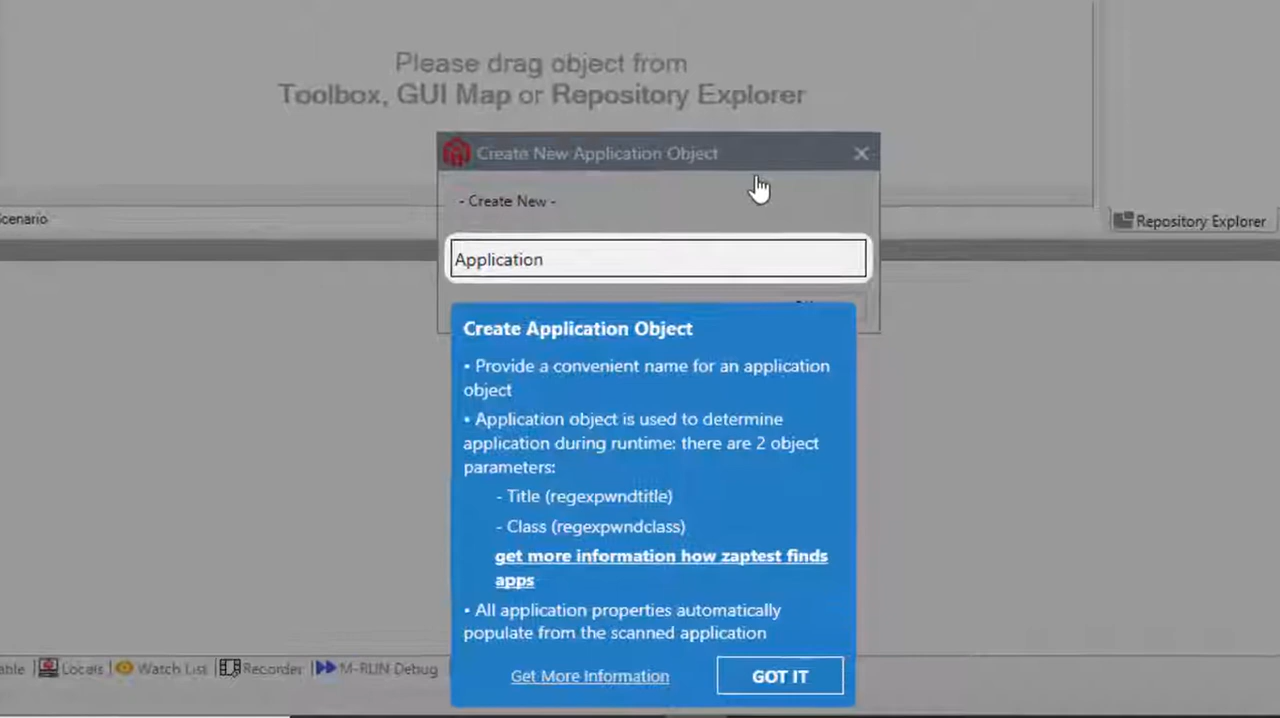 Please drag object from
Toolbox, GUI Map or Repository Explorer
Create New Application Object
- Create New -
cenario
Repository Explorer
Application
Create Application Object
• Provide a convenient name for an application
object
• Application object is used to determine
application during runtime: there are 2 object
parameters:
- Title (regexpwndtitle)
- Class (regexpwndclass)
get more information how zaptest finds
apps
• All application properties automatically
populate from the scanned application
Get More Information
GOT IT
able
Locals
Watch List
Recorder
M-RUN Debug